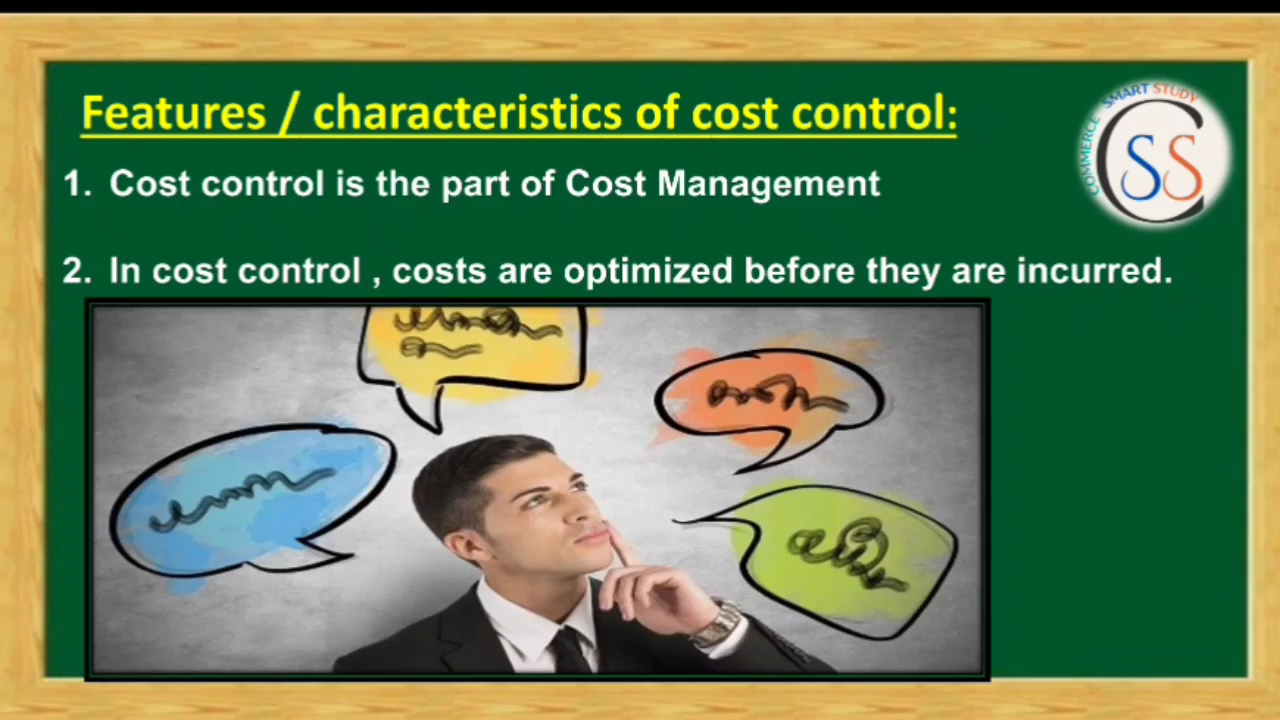 Features / characteristics of cost control:
1. Cost control is the part of Cost Management
2. In cost control , costs are optimized before they are incurred.
COMMERCE SMART STUDY
CSS